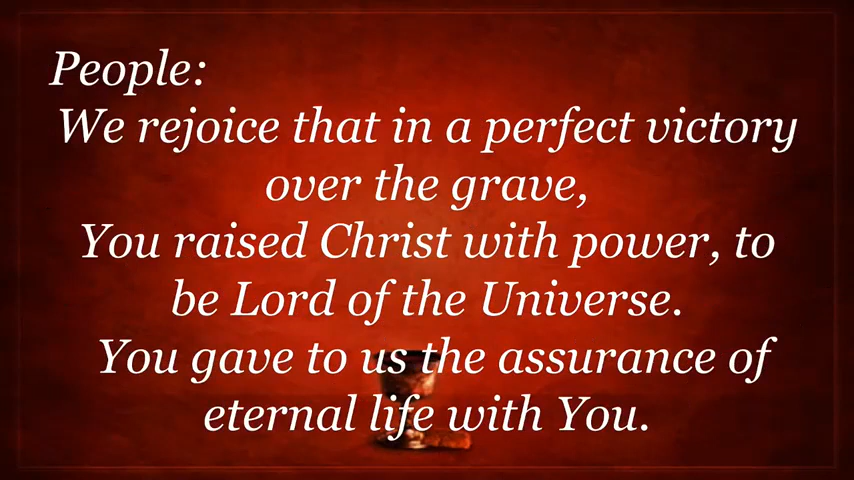 People:
We rejoice that in a perfect victory
over the grave,
You raised Christ with power, to
be Lord of the Universe.
You gave to us the assurance of
eternal life with You.